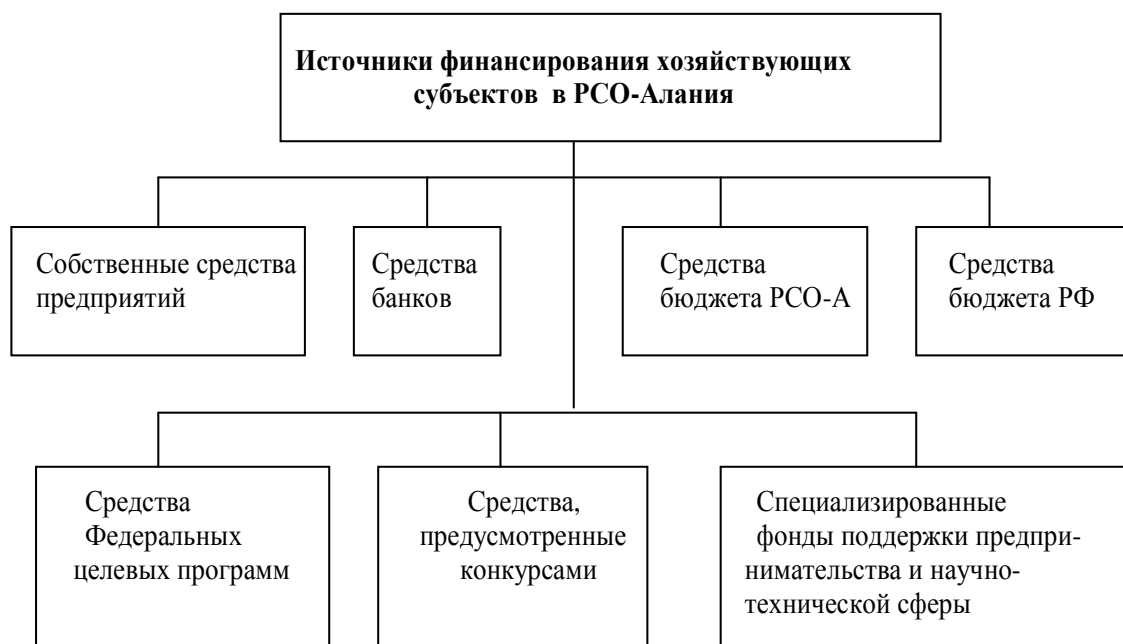 Источники финансирования хозяйствующих
субъектов в РСО-Алания
Собственные средства
предприятий
Средства
банков
Средства
бюджета РСО-А
Средства
бюджета РФ
Средства
Федеральных
целевых программ
Средства,
предусмотренные
конкурсами
Специализированные
фонды поддержки предпри-
нимательства и научно-
технической сферы